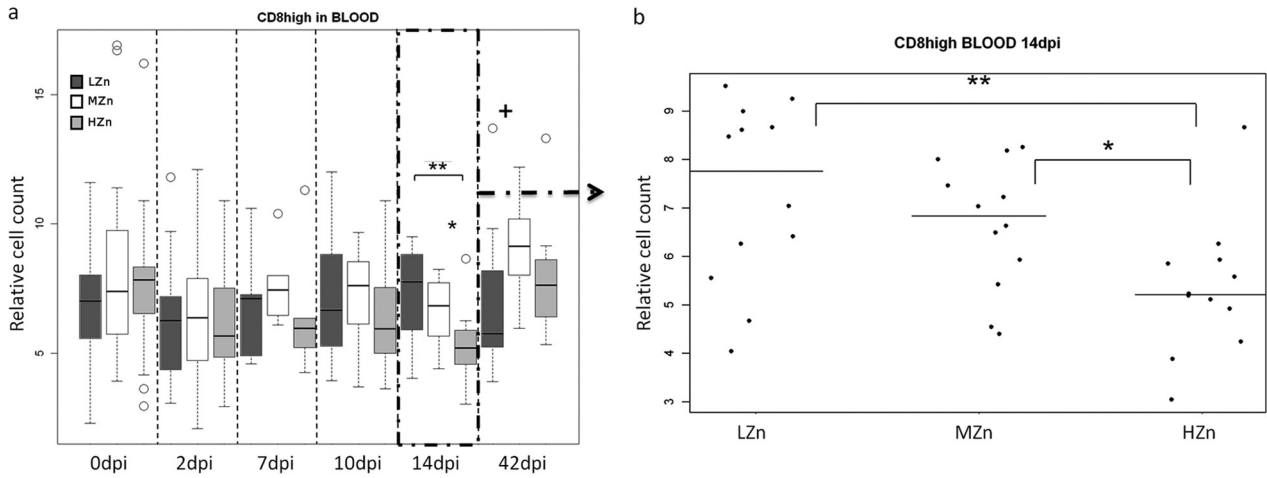 a
CD8high in BLOOD
Relative cell count
15
10
5
LZn
MZn
HZn
**
*
+
0dpi 2dpi 7dpi 10dpi 14dpi 42dpi
b
CD8high BLOOD 14dpi
Relative cell count
9
8
7
6
5
4
3
**
*
LZn MZn HZn